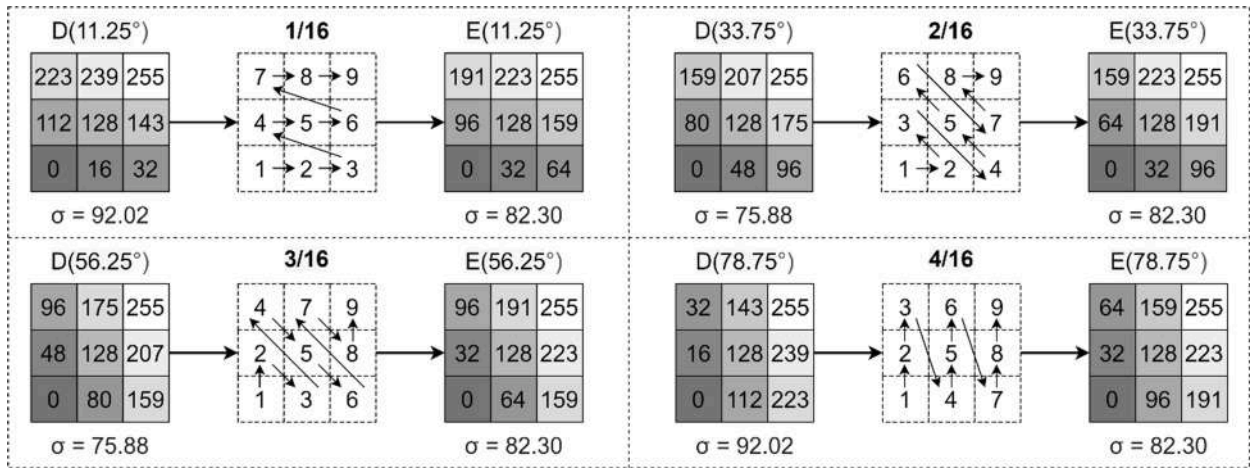 D(11.25°) 1/16 E(11.25°)
223 239 255 7 8 9 191 223 255
112 128 143 4 5 6 96 128 159
0 16 32 1 2 3 0 32 64
σ = 92.02 σ = 82.30
D(33.75°) 2/16 E(33.75°)
159 207 255 6 8 9 159 223 255
80 128 175 3 5 7 64 128 191
0 48 96 1 2 4 0 32 96
σ = 75.88 σ = 82.30
D(56.25°) 3/16 E(56.25°)
96 175 255 4 7 9 96 191 255
48 128 207 2 5 8 32 128 223
0 80 159 1 3 6 0 64 159
σ = 75.88 σ = 82.30
D(78.75°) 4/16 E(78.75°)
32 143 255 3 6 9 64 159 255
16 128 239 2 5 8 32 128 223
0 112 223 1 4 7 0 96 191
σ = 92.02 σ = 82.30